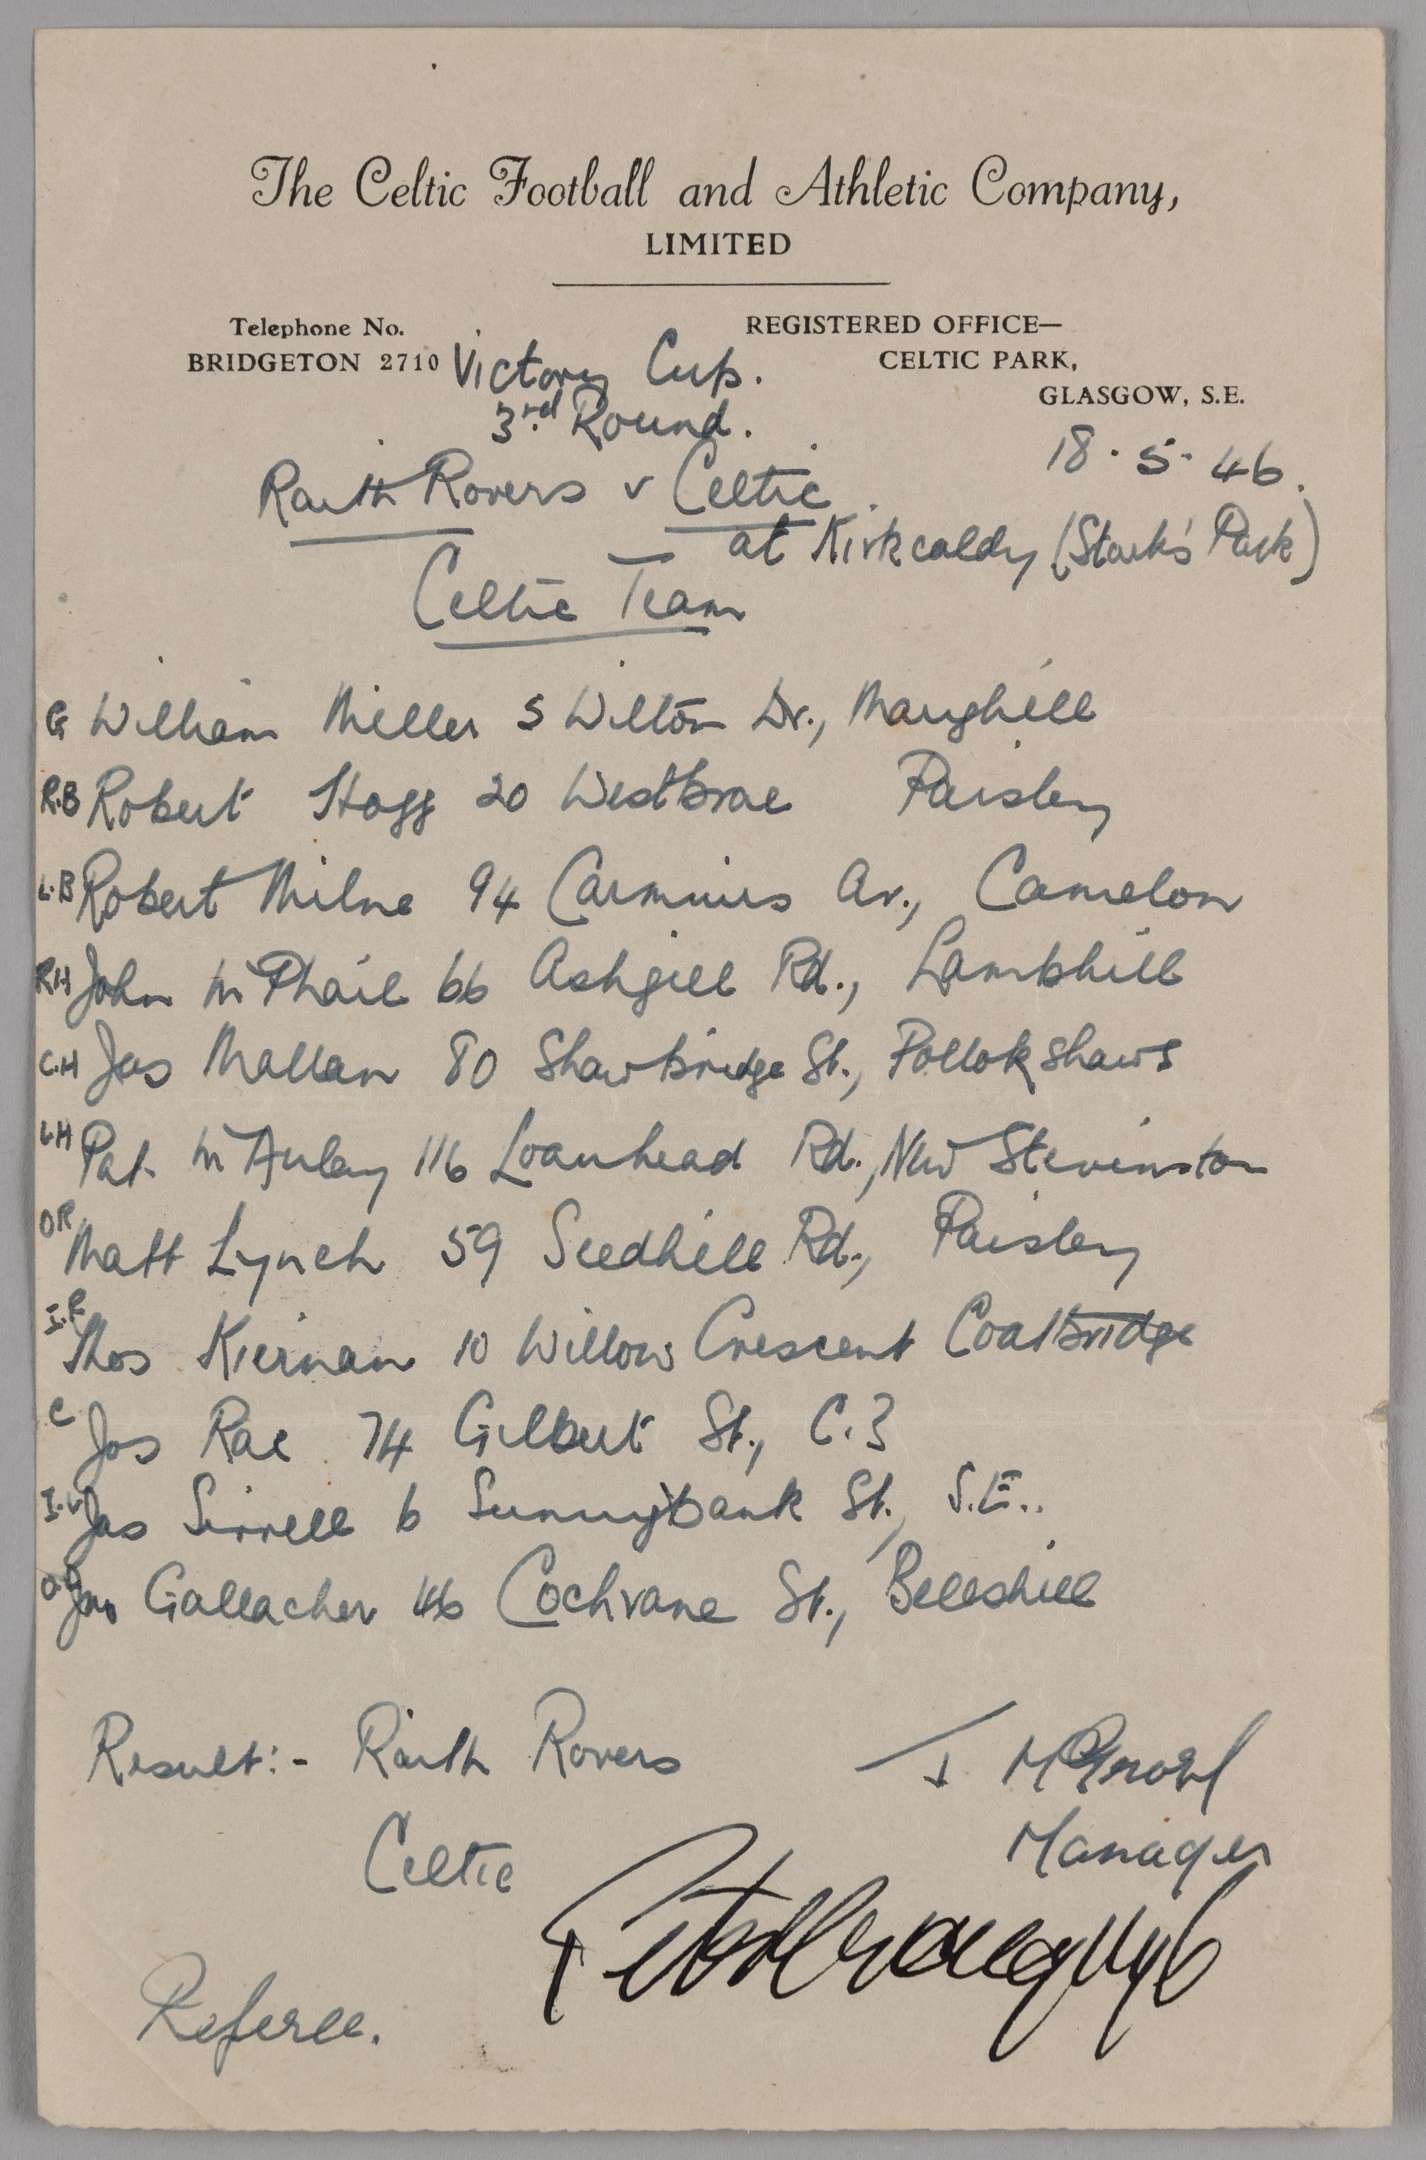 The Celtic Football and Athletic Company,
LIMITED
Telephone No.
BRIDGETON 2710
REGISTERED OFFICE—
CELTIC PARK,
GLASGOW, S.E.
Victory Cup.
3rd Round.
18.5.46.
Raith Rovers v Celtic.
at Kirkcaldy (Stark's Park)
Celtic Team
G William Miller 5 Wilton Dr., Maryhill
R.B Robert Hogg 20 Westbrae Paisley
L.B Robert Milne 94 Carmuirs Av., Camelon
R.H John McPhail 66 Ashgill Rd., Lambhill
C.H Jas Mallan 80 Shawbridge St., Pollokshaws
L.H Pat McAulay 116 Loanhead Rd., New Stevenston
O.R Matt Lynch 59 Seedhill Rd., Paisley
I.R Thos Kiernan 10 Willow Crescent Coatbridge
C Jos Rae 74 Gilbert St., C.3
I.L Jas Sirrell 6 Sunnybank St., S.E..
O.L Jas Gallacher 46 Cochrane St., Bellshill
Result:- Raith Rovers
Celtic
J McGrory
Manager
Referee.